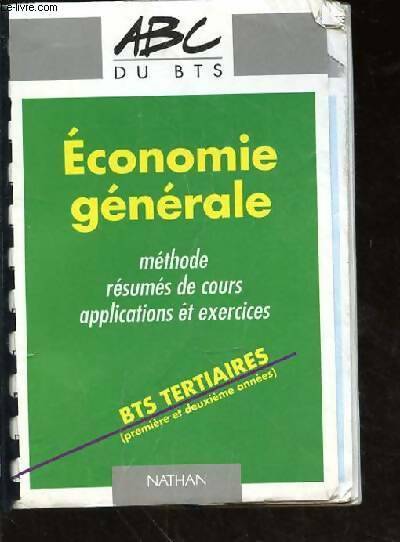 le-livre.com
ABC
DU BTS
Économie
générale
méthode
résumés de cours
applications et exercices
BTS TERTIAIRES
(première et deuxième années)
NATHAN